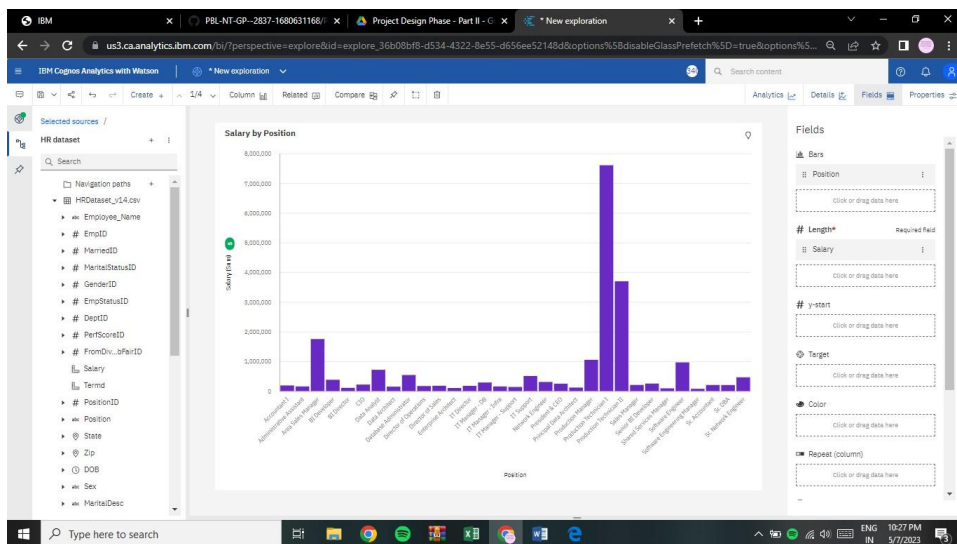 IBM
PBL-NT-GP--2837-1680631168/F
Project Design Phase - Part II - G
* New exploration
us3.ca.analytics.ibm.com/bi/?perspective=explore&id=explore_36b08bf8-d534-4322-8e55-d656ee52148d&options%5BdisableGlassPrefetch%5D=true&options%5...
IBM Cognos Analytics with Watson
* New exploration
Search content
Create +
1/4
Column
Related
Compare
Analytics
Details
Fields
Properties
Selected sources /
HR dataset
Search
Navigation paths
HRDataset_v14.csv
abc Employee_Name
# EmpID
# MarriedID
# MaritalStatusID
# GenderID
# EmpStatusID
# DeptID
# PerfScoreID
# FromDiv...bFairID
Salary
Termd
# PositionID
abc Position
State
Zip
DOB
abc Sex
abc MaritalDesc
Salary by Position
8,000,000
7,000,000
6,000,000
5,000,000
4,000,000
3,000,000
2,000,000
1,000,000
0
Salary (Sum)
Accountant I
Administrative Assistant
Area Sales Manager
BI Developer
BI Director
CIO
Data Analyst
Data Architect
Database Administrator
Director of Operations
Director of Sales
Enterprise Architect
IT Director
IT Manager - DB
IT Manager - Infra
IT Manager - Support
IT Support
Network Engineer
President & CEO
Principal Data Architect
Production Manager
Production Technician I
Production Technician II
Sales Manager
Senior BI Developer
Shared Services Manager
Software Engineer
Software Engineering Manager
Sr. Accountant
Sr. DBA
Sr. Network Engineer
Position
Fields
Bars
Position
Click or drag data here
# Length*
Required field
Salary
Click or drag data here
# y-start
Click or drag data here
Target
Click or drag data here
Color
Click or drag data here
Repeat (column)
Click or drag data here
Type here to search
ENG
IN
10:27 PM
5/7/2023